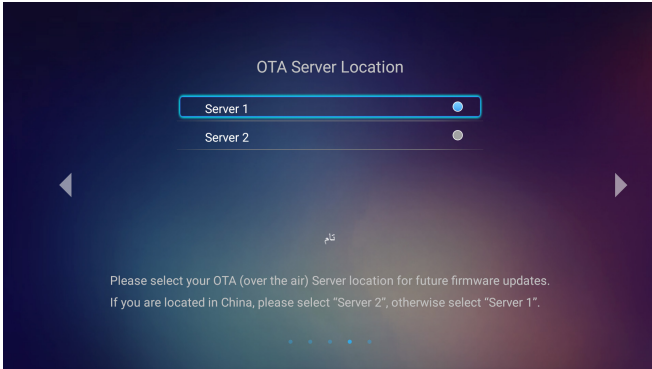 OTA Server Location
Server 1
Server 2
تام
Please select your OTA (over the air) Server location for future firmware updates.
If you are located in China, please select “Server 2”, otherwise select “Server 1”.